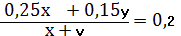 0,25x + 0,15y
x + y = 0,2